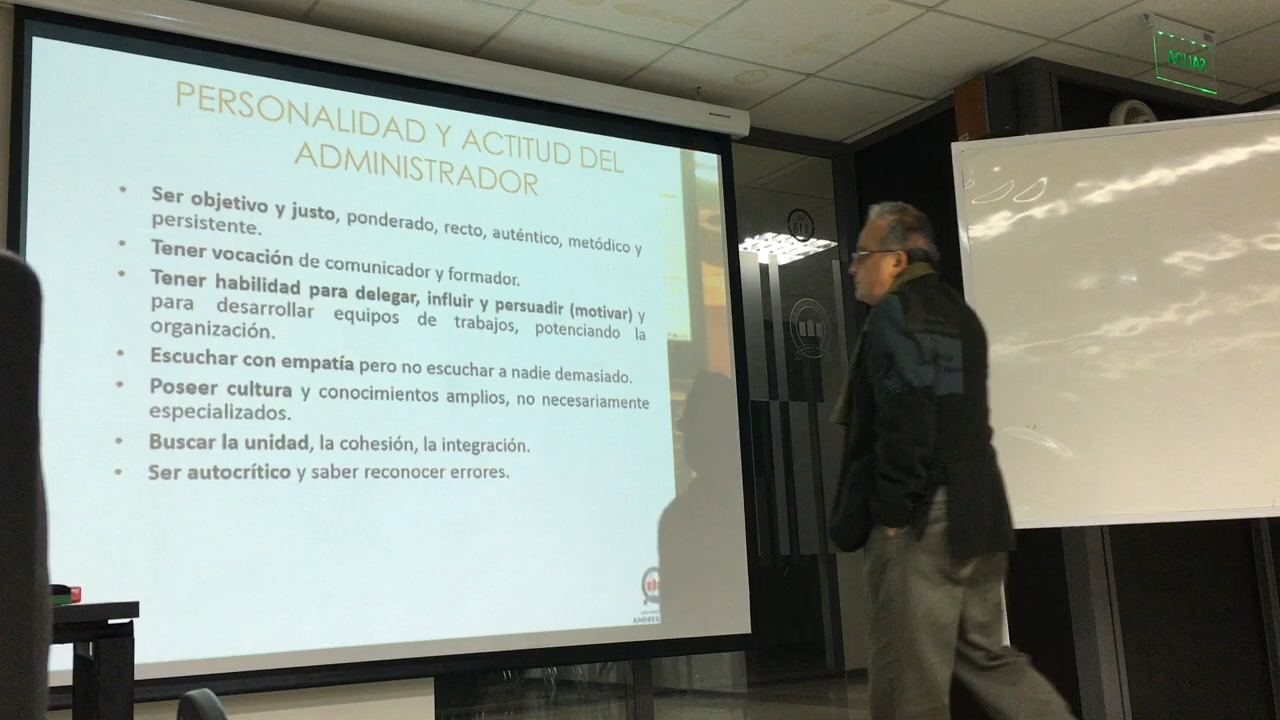 PERSONALIDAD Y ACTITUD DEL
ADMINISTRADOR
• Ser objetivo y justo, ponderado, recto, auténtico, metódico y
persistente.
• Tener vocación de comunicador y formador.
• Tener habilidad para delegar, influir y persuadir (motivar) y
para desarrollar equipos de trabajos, potenciando la
organización.
• Escuchar con empatía pero no escuchar a nadie demasiado.
• Poseer cultura y conocimientos amplios, no necesariamente
especializados.
• Buscar la unidad, la cohesión, la integración.
• Ser autocrítico y saber reconocer errores.
ANDRES
SALIDA